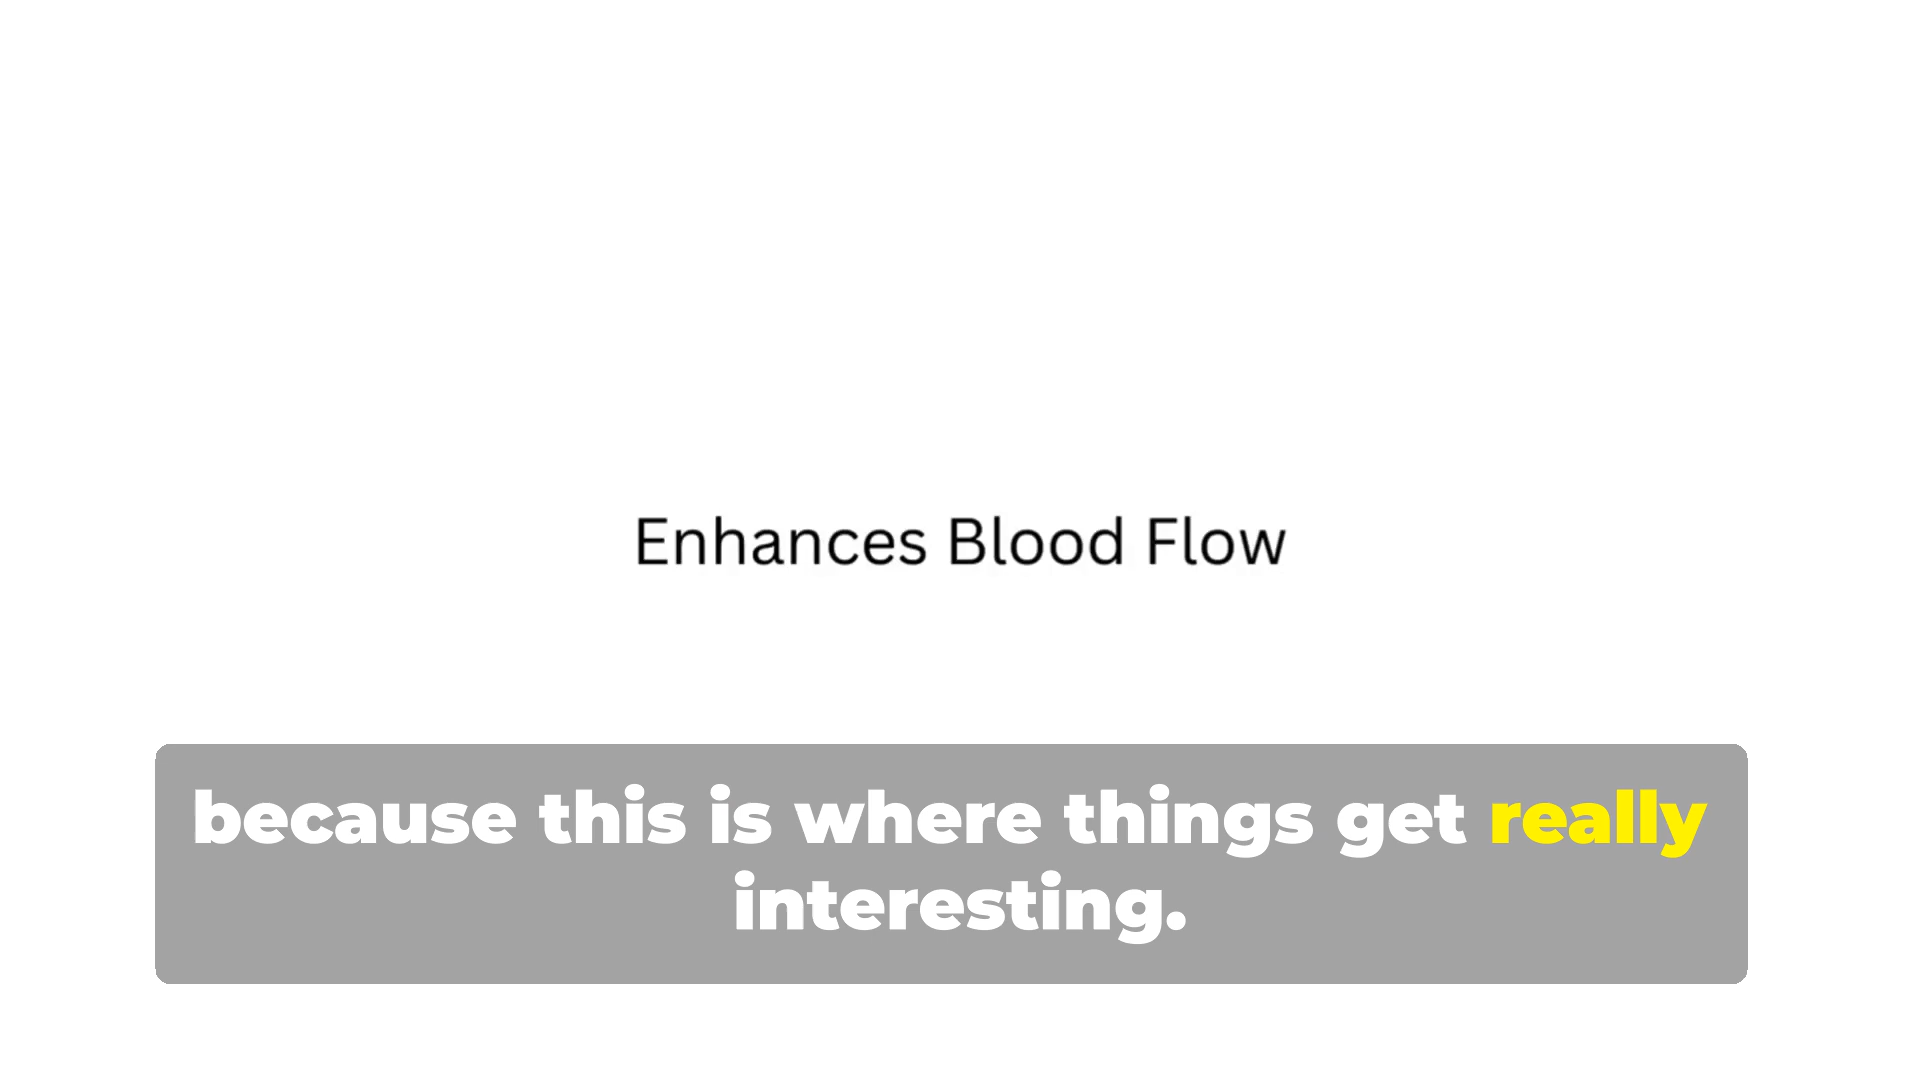 Enhances Blood Flow
because this is where things get really
interesting.